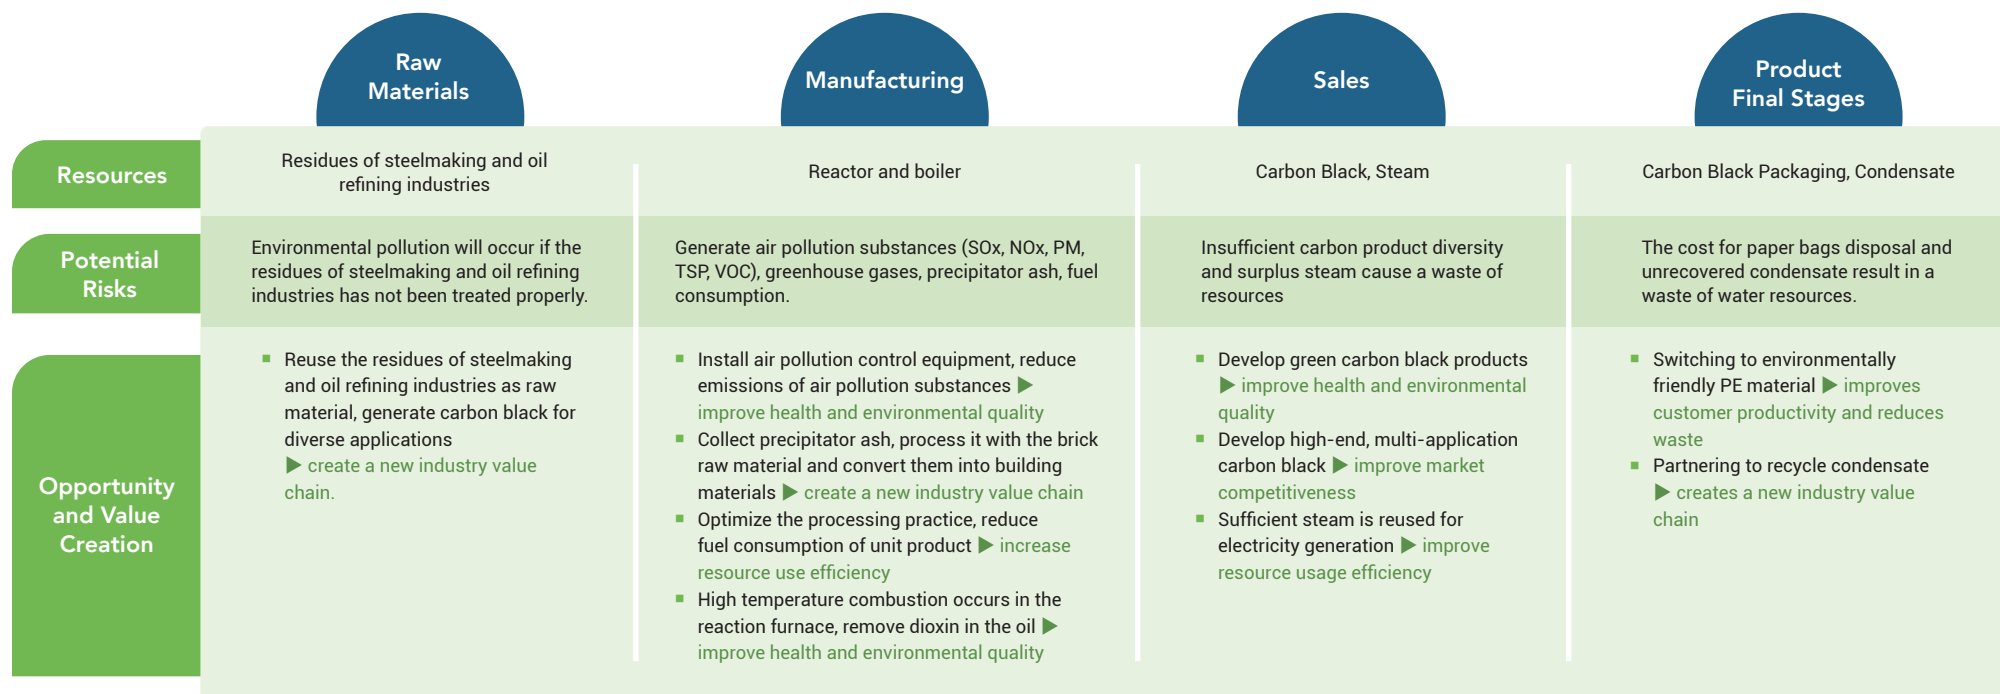 Raw
Materials
Manufacturing
Sales
Product
Final Stages
Resources
Residues of steelmaking and oil
refining industries
Reactor and boiler
Carbon Black, Steam
Carbon Black Packaging, Condensate
Potential
Risks
Environmental pollution will occur if the
residues of steelmaking and oil refining
industries has not been treated properly.
Generate air pollution substances (SOx, NOx, PM,
TSP, VOC), greenhouse gases, precipitator ash, fuel
consumption.
Insufficient carbon product diversity
and surplus steam cause a waste of
resources
The cost for paper bags disposal and
unrecovered condensate result in a
waste of water resources.
Opportunity
and Value
Creation
▪ Reuse the residues of steelmaking
and oil refining industries as raw
material, generate carbon black for
diverse applications
▶ create a new industry value
chain.
▪ Install air pollution control equipment, reduce
emissions of air pollution substances ▶
improve health and environmental quality
▪ Collect precipitator ash, process it with the brick
raw material and convert them into building
materials ▶ create a new industry value chain
▪ Optimize the processing practice, reduce
fuel consumption of unit product ▶ increase
resource use efficiency
▪ High temperature combustion occurs in the
reaction furnace, remove dioxin in the oil ▶
improve health and environmental quality
▪ Develop green carbon black products
▶ improve health and environmental
quality
▪ Develop high-end, multi-application
carbon black ▶ improve market
competitiveness
▪ Sufficient steam is reused for
electricity generation ▶ improve
resource usage efficiency
▪ Switching to environmentally
friendly PE material ▶ improves
customer productivity and reduces
waste
▪ Partnering to recycle condensate
▶ creates a new industry value
chain